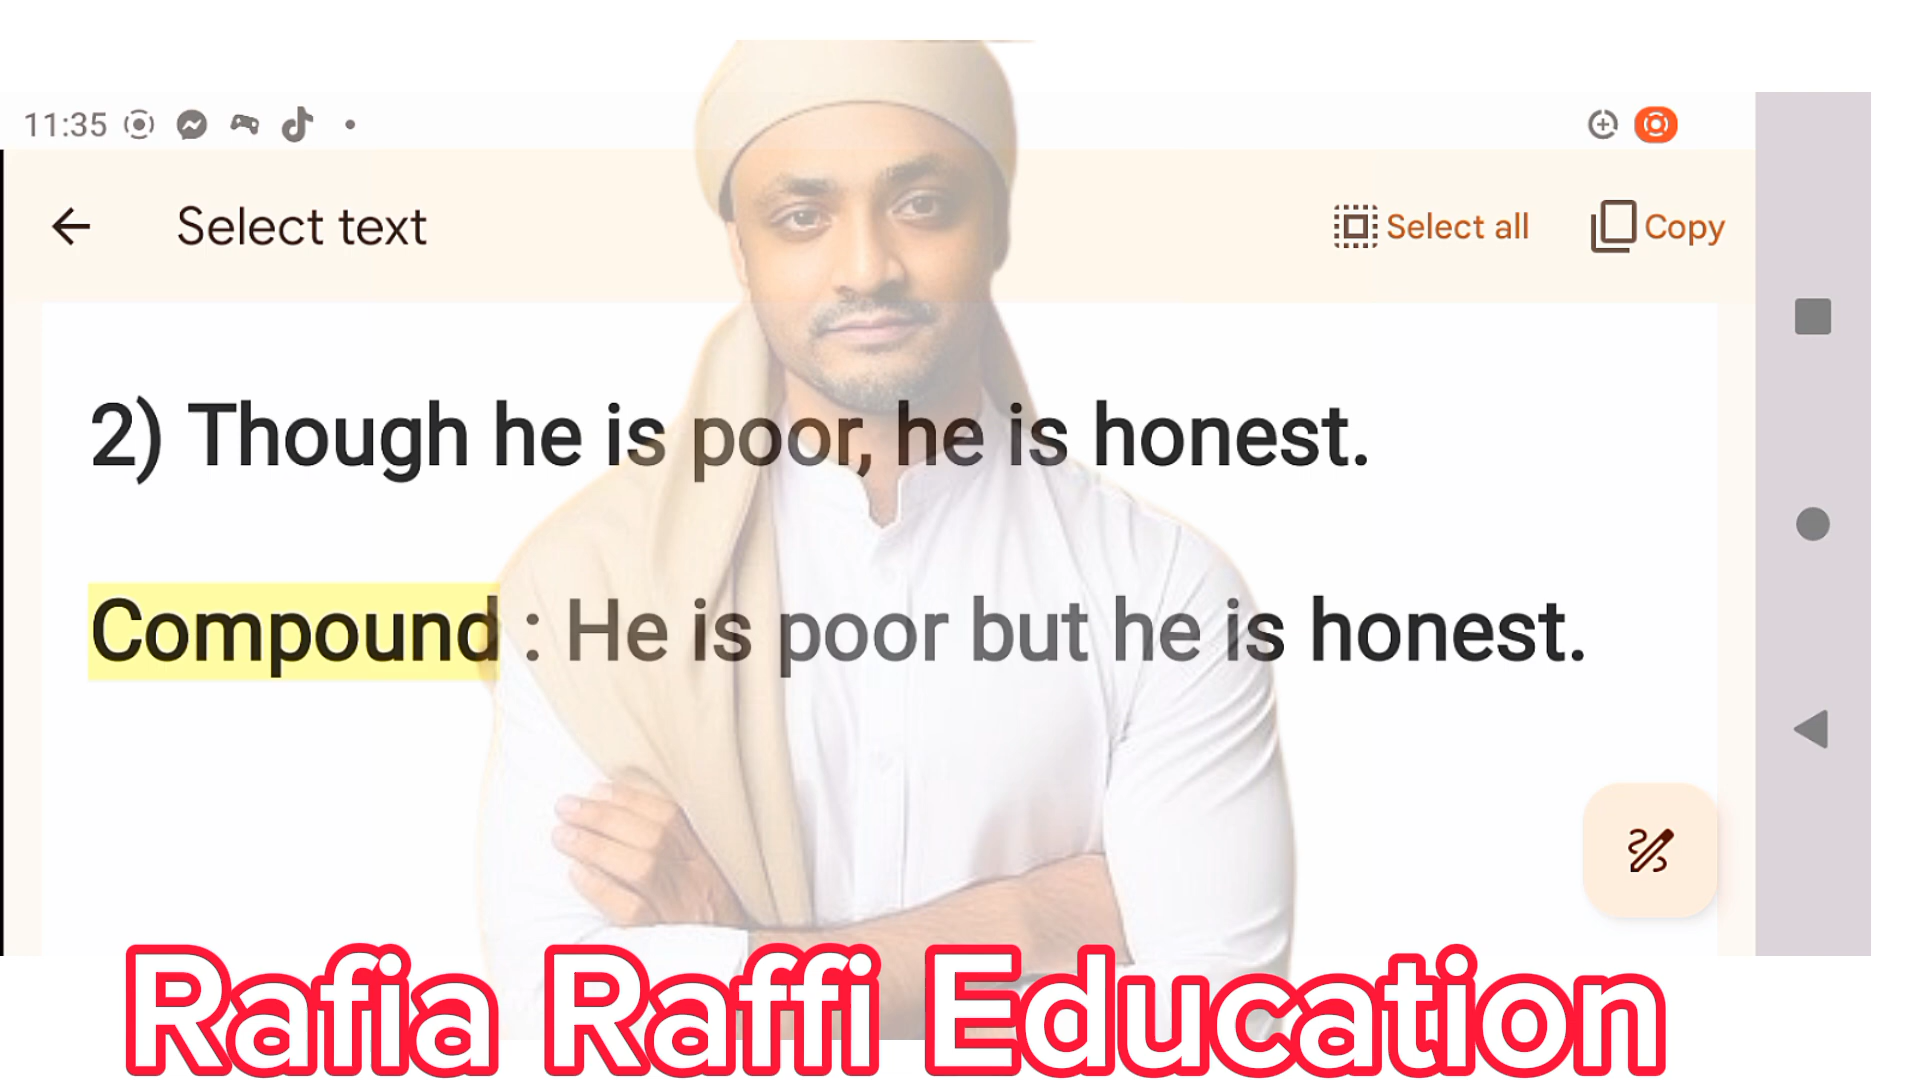 11:35
Select text
Select all
Copy
2) Though he is poor, he is honest.
Compound : He is poor but he is honest.
Rafia Raffi Education